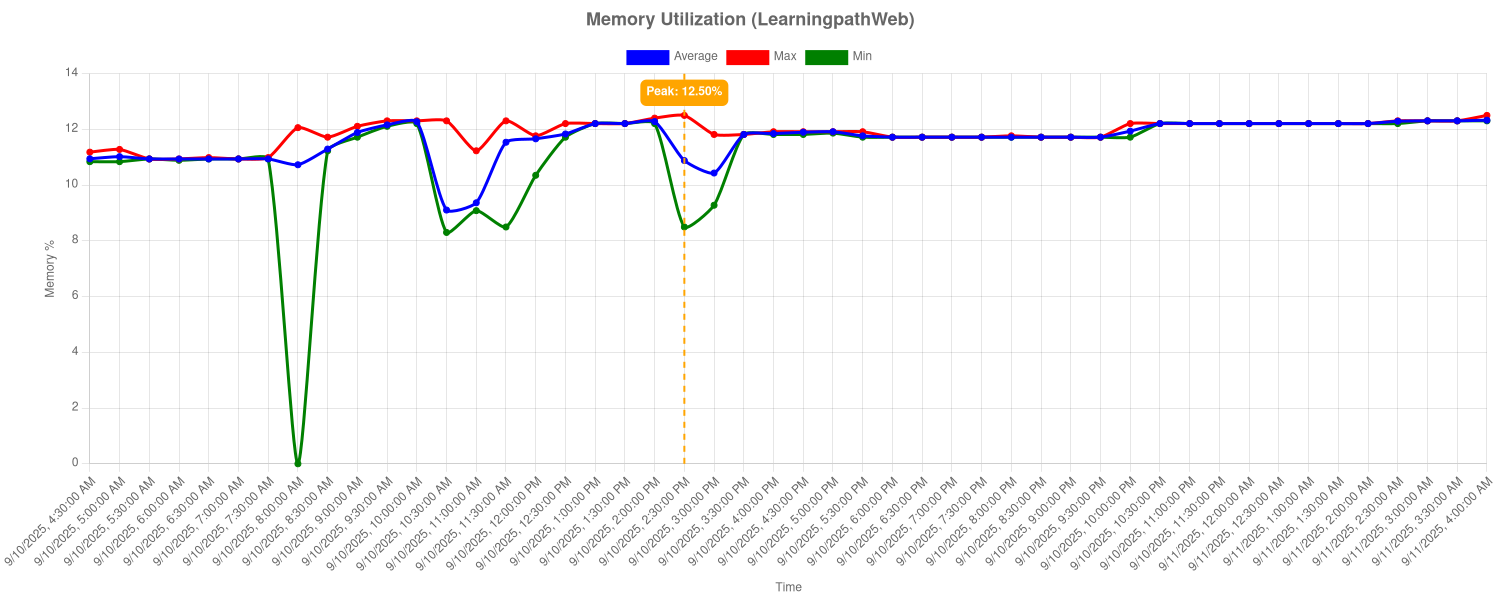 Memory Utilization (LearningpathWeb)
Average Max Min
Peak: 12.50%
14
12
10
8
6
4
2
0
Memory %
9/10/2025, 4:30:00 AM
9/10/2025, 5:00:00 AM
9/10/2025, 5:30:00 AM
9/10/2025, 6:00:00 AM
9/10/2025, 6:30:00 AM
9/10/2025, 7:00:00 AM
9/10/2025, 7:30:00 AM
9/10/2025, 8:00:00 AM
9/10/2025, 8:30:00 AM
9/10/2025, 9:00:00 AM
9/10/2025, 9:30:00 AM
9/10/2025, 10:00:00 AM
9/10/2025, 10:30:00 AM
9/10/2025, 11:00:00 AM
9/10/2025, 11:30:00 AM
9/10/2025, 12:00:00 PM
9/10/2025, 12:30:00 PM
9/10/2025, 1:00:00 PM
9/10/2025, 1:30:00 PM
9/10/2025, 2:00:00 PM
9/10/2025, 2:30:00 PM
9/10/2025, 3:00:00 PM
9/10/2025, 3:30:00 PM
9/10/2025, 4:00:00 PM
9/10/2025, 4:30:00 PM
9/10/2025, 5:00:00 PM
9/10/2025, 5:30:00 PM
9/10/2025, 6:00:00 PM
9/10/2025, 6:30:00 PM
9/10/2025, 7:00:00 PM
9/10/2025, 7:30:00 PM
9/10/2025, 8:00:00 PM
9/10/2025, 8:30:00 PM
9/10/2025, 9:00:00 PM
9/10/2025, 9:30:00 PM
9/10/2025, 10:00:00 PM
9/10/2025, 10:30:00 PM
9/10/2025, 11:00:00 PM
9/10/2025, 11:30:00 PM
9/11/2025, 12:00:00 AM
9/11/2025, 12:30:00 AM
9/11/2025, 1:00:00 AM
9/11/2025, 1:30:00 AM
9/11/2025, 2:00:00 AM
9/11/2025, 2:30:00 AM
9/11/2025, 3:00:00 AM
9/11/2025, 3:30:00 AM
9/11/2025, 4:00:00 AM
Time